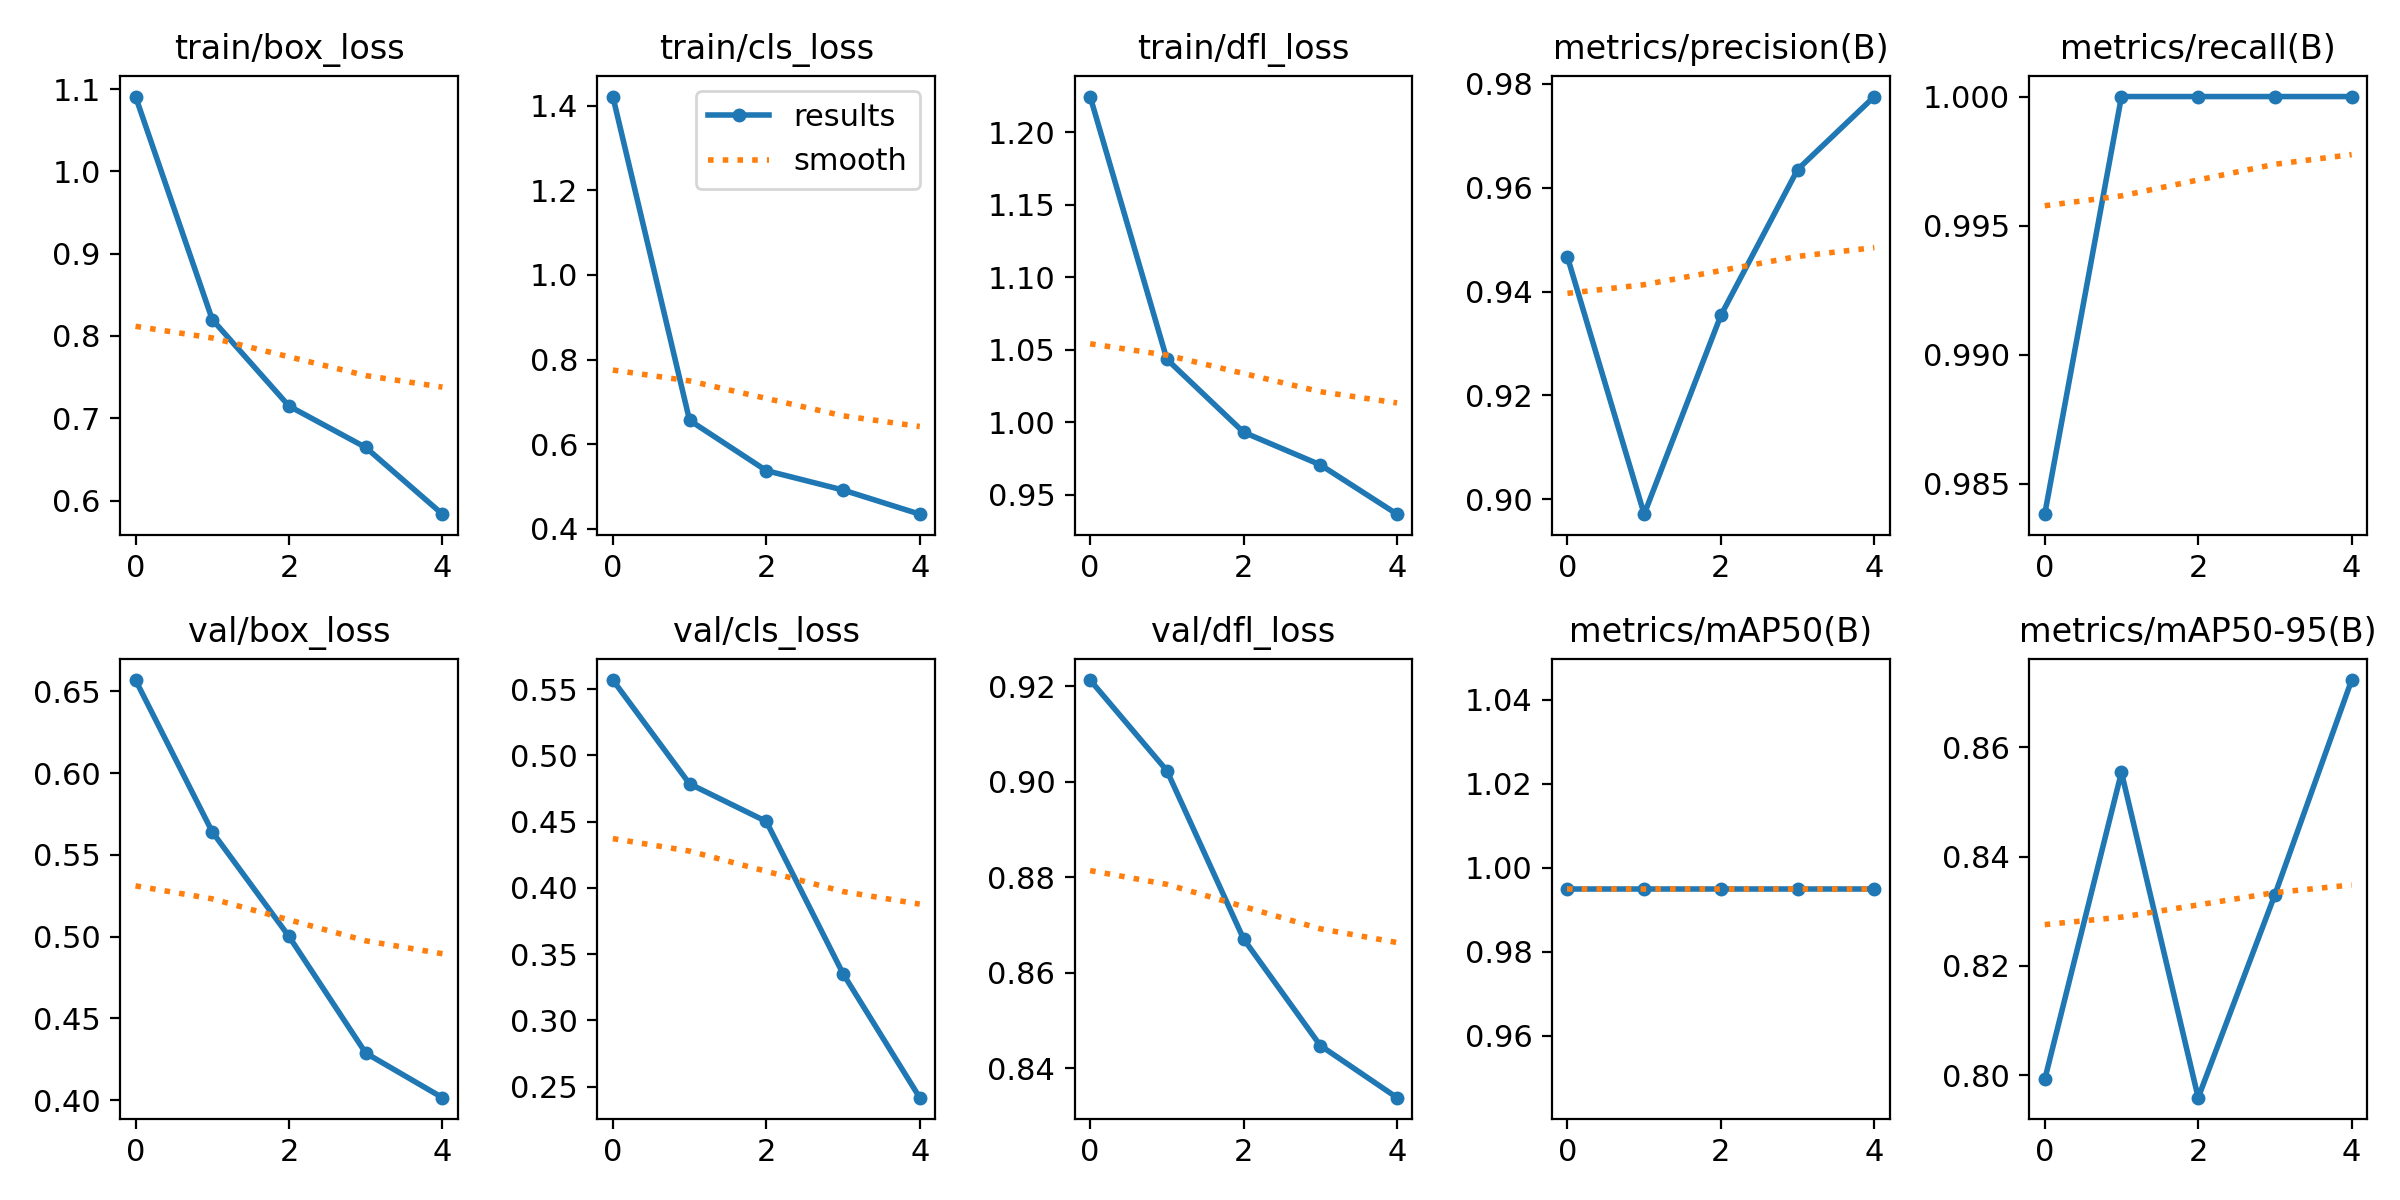 train/box_loss
1.1
1.0
0.9
0.8
0.7
0.6
0 2 4
train/cls_loss
results
smooth
1.4
1.2
1.0
0.8
0.6
0.4
0 2 4
train/dfl_loss
1.20
1.15
1.10
1.05
1.00
0.95
0 2 4
metrics/precision(B)
0.98
0.96
0.94
0.92
0.90
0 2 4
metrics/recall(B)
1.000
0.995
0.990
0.985
0 2 4
val/box_loss
0.65
0.60
0.55
0.50
0.45
0.40
0 2 4
val/cls_loss
0.55
0.50
0.45
0.40
0.35
0.30
0.25
0 2 4
val/dfl_loss
0.92
0.90
0.88
0.86
0.84
0 2 4
metrics/mAP50(B)
1.04
1.02
1.00
0.98
0.96
0 2 4
metrics/mAP50-95(B)
0.86
0.84
0.82
0.80
0 2 4